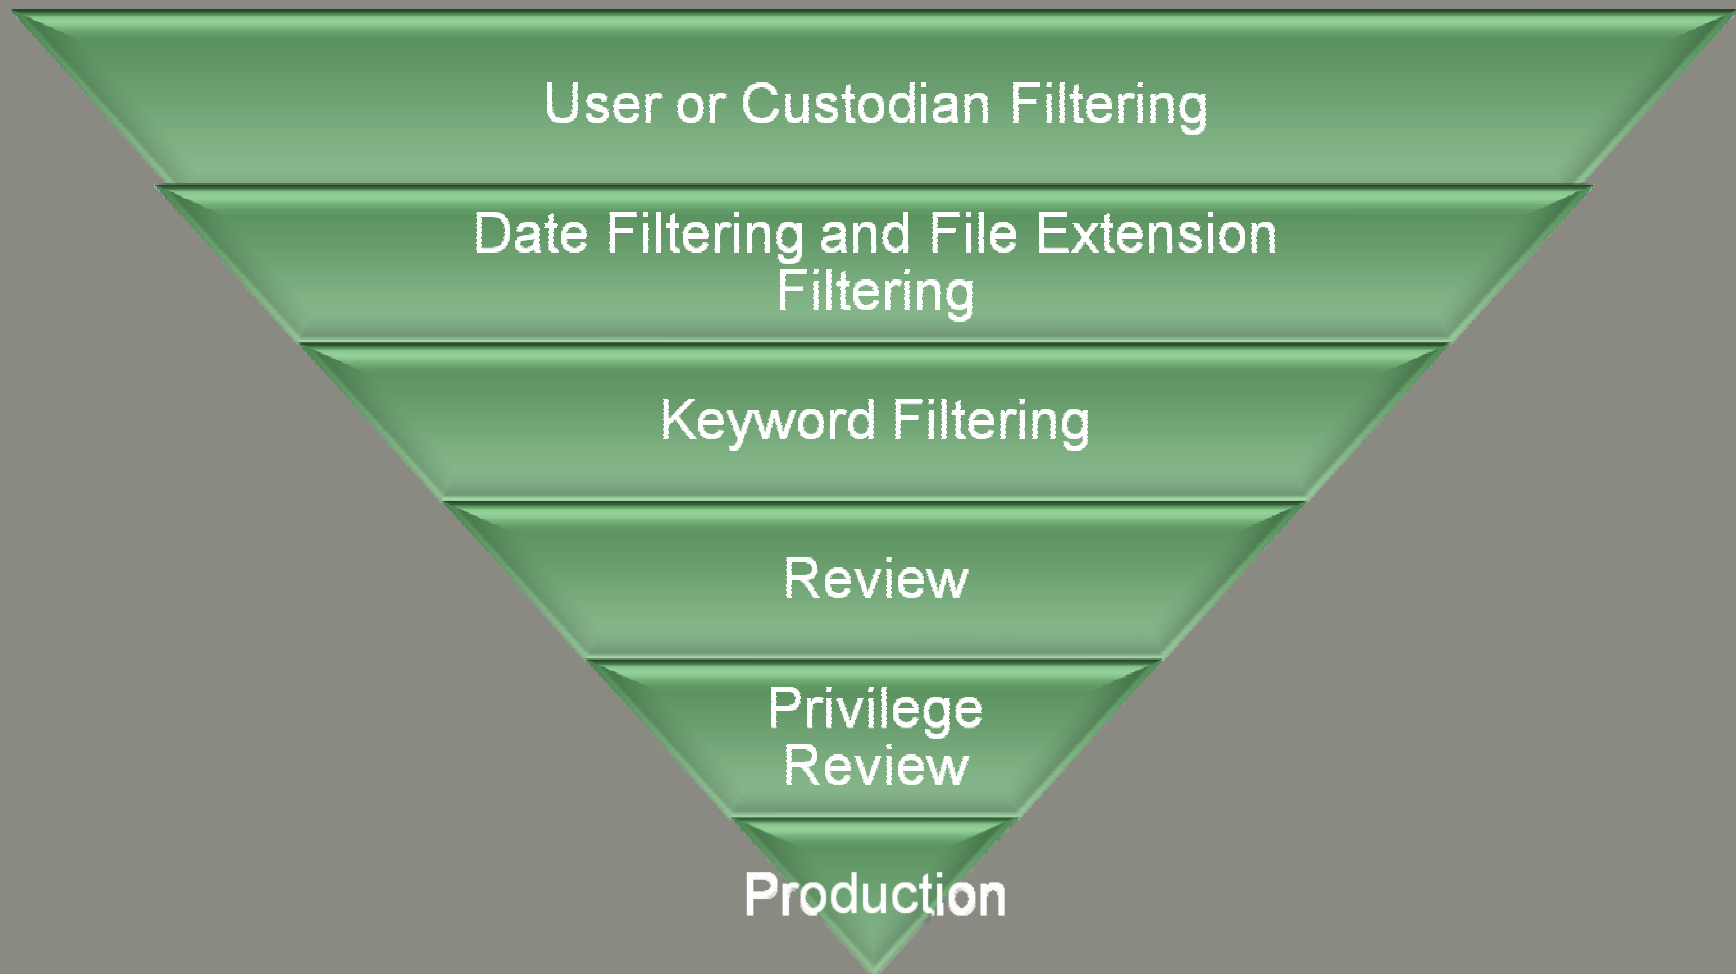 User or Custodian Filtering
Date Filtering and File Extension
Filtering
Keyword Filtering
Review
Privilege
Review
Production